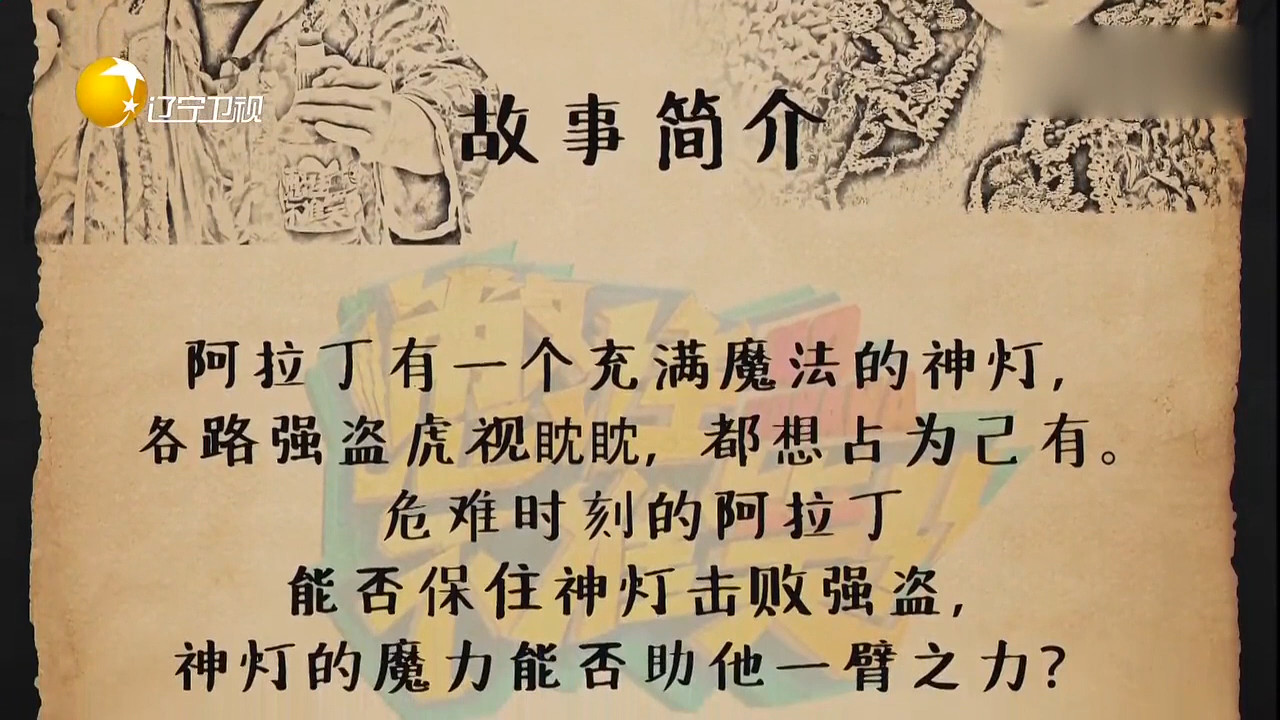 辽宁卫视
故事简介
阿拉丁有一个充满魔法的神灯，
各路强盗虎视眈眈，都想占为己有。
危难时刻的阿拉丁
能否保住神灯击败强盗，
神灯的魔力能否助他一臂之力？